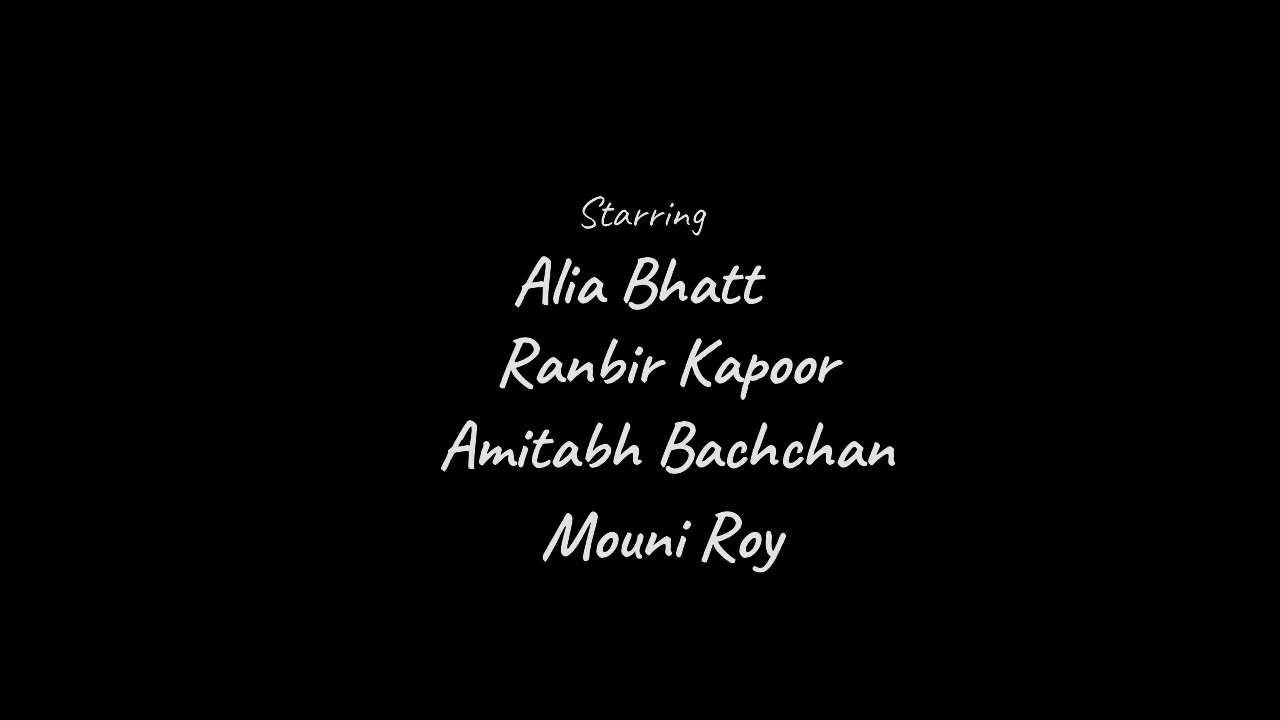 Starring
Alia Bhatt
Ranbir Kapoor
Amitabh Bachchan
Mouni Roy